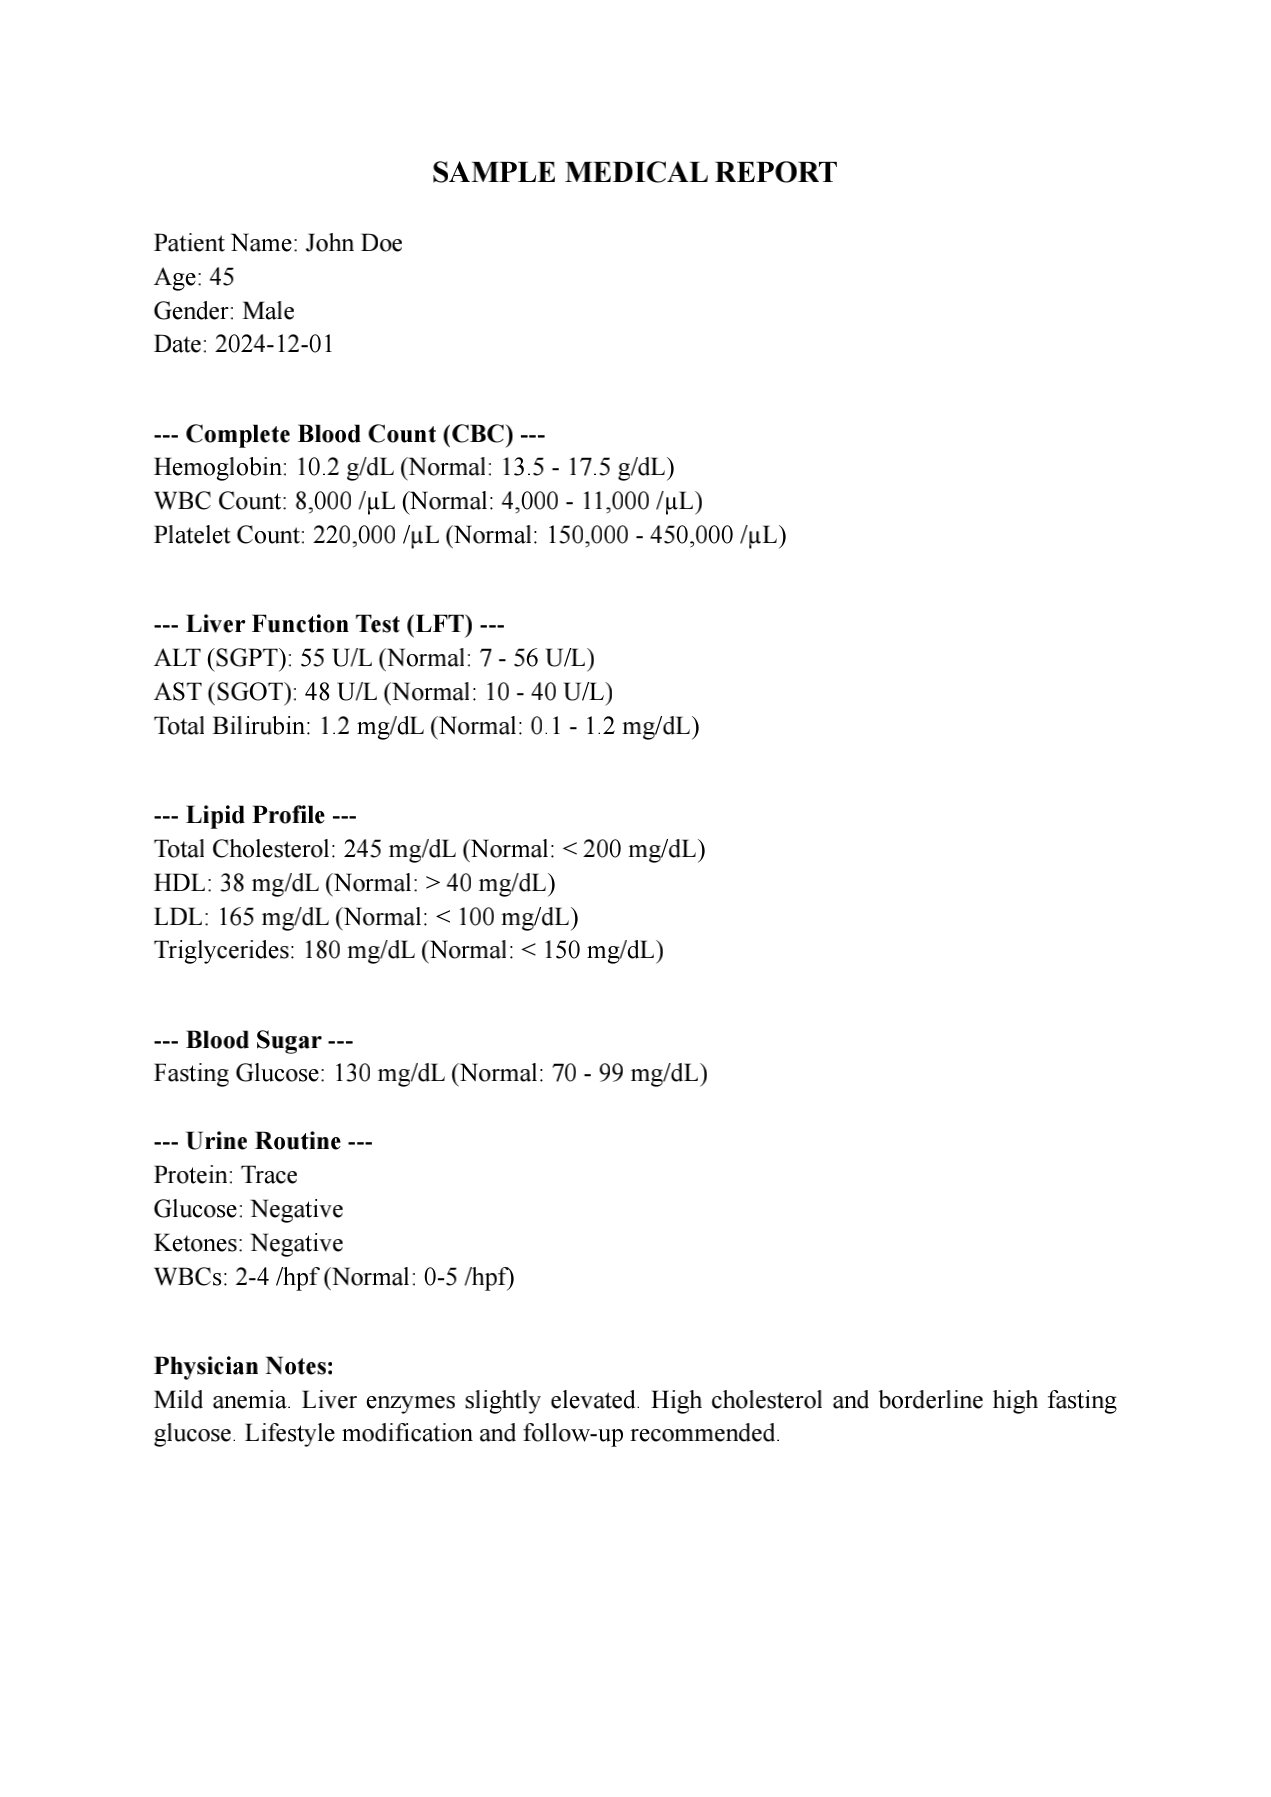 SAMPLE MEDICAL REPORT
Patient Name: John Doe
Age: 45
Gender: Male
Date: 2024-12-01
--- Complete Blood Count (CBC) ---
Hemoglobin: 10.2 g/dL (Normal: 13.5 - 17.5 g/dL)
WBC Count: 8,000 /µL (Normal: 4,000 - 11,000 /µL)
Platelet Count: 220,000 /µL (Normal: 150,000 - 450,000 /µL)
--- Liver Function Test (LFT) ---
ALT (SGPT): 55 U/L (Normal: 7 - 56 U/L)
AST (SGOT): 48 U/L (Normal: 10 - 40 U/L)
Total Bilirubin: 1.2 mg/dL (Normal: 0.1 - 1.2 mg/dL)
--- Lipid Profile ---
Total Cholesterol: 245 mg/dL (Normal: < 200 mg/dL)
HDL: 38 mg/dL (Normal: > 40 mg/dL)
LDL: 165 mg/dL (Normal: < 100 mg/dL)
Triglycerides: 180 mg/dL (Normal: < 150 mg/dL)
--- Blood Sugar ---
Fasting Glucose: 130 mg/dL (Normal: 70 - 99 mg/dL)
--- Urine Routine ---
Protein: Trace
Glucose: Negative
Ketones: Negative
WBCs: 2-4 /hpf (Normal: 0-5 /hpf)
Physician Notes:
Mild anemia. Liver enzymes slightly elevated. High cholesterol and borderline high fasting
glucose. Lifestyle modification and follow-up recommended.